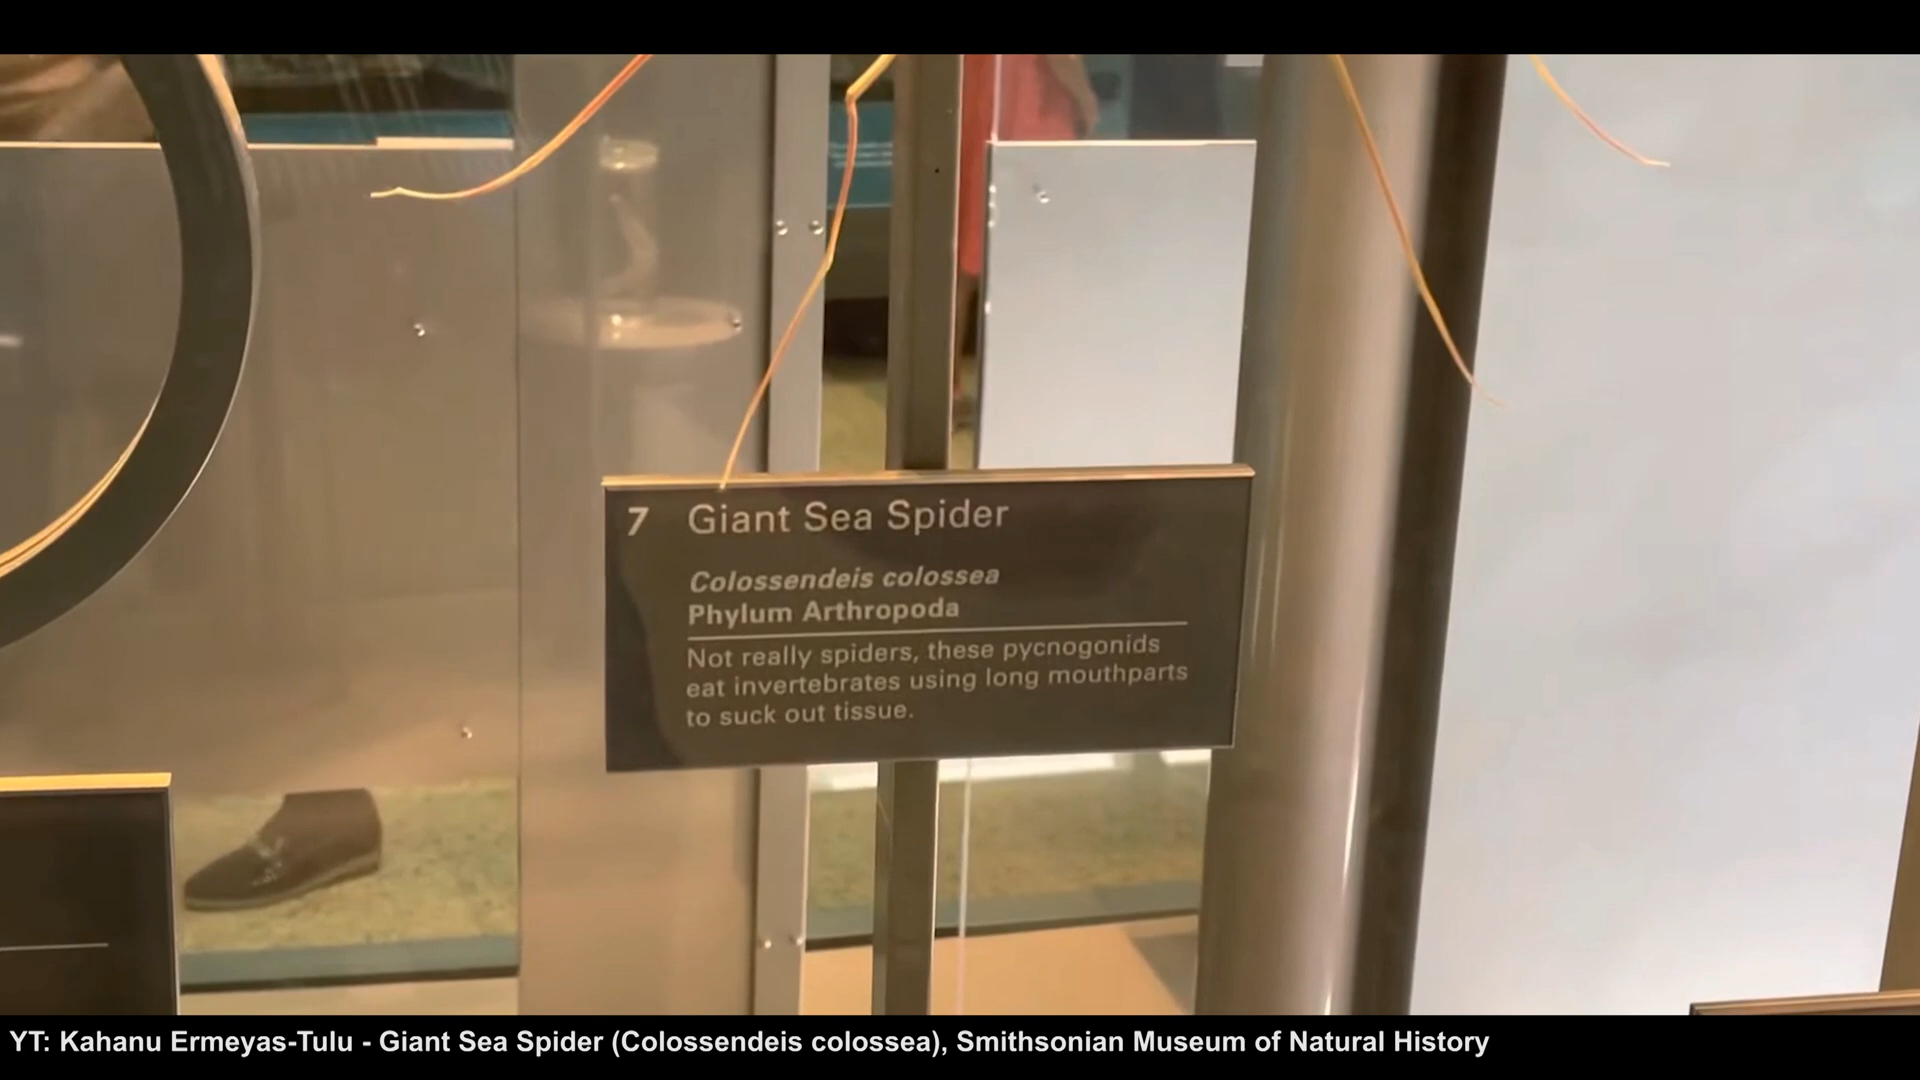 7 Giant Sea Spider
Colossendeis colossea
Phylum Arthropoda
Not really spiders, these pycnogonids
eat invertebrates using long mouthparts
to suck out tissue.
YT: Kahanu Ermeyas-Tulu - Giant Sea Spider (Colossendeis colossea), Smithsonian Museum of Natural History